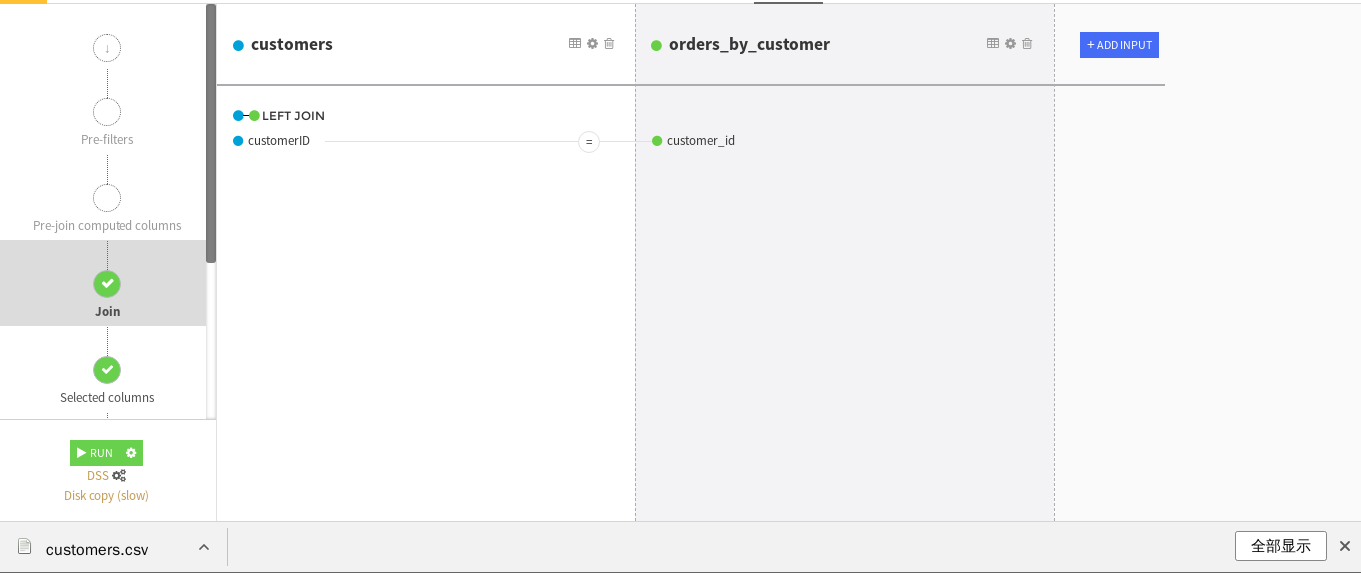 customers
orders_by_customer
+ ADD INPUT
Pre-filters
LEFT JOIN
customerID
=
customer_id
Pre-join computed columns
Join
Selected columns
RUN
DSS
Disk copy (slow)
customers.csv
全部显示